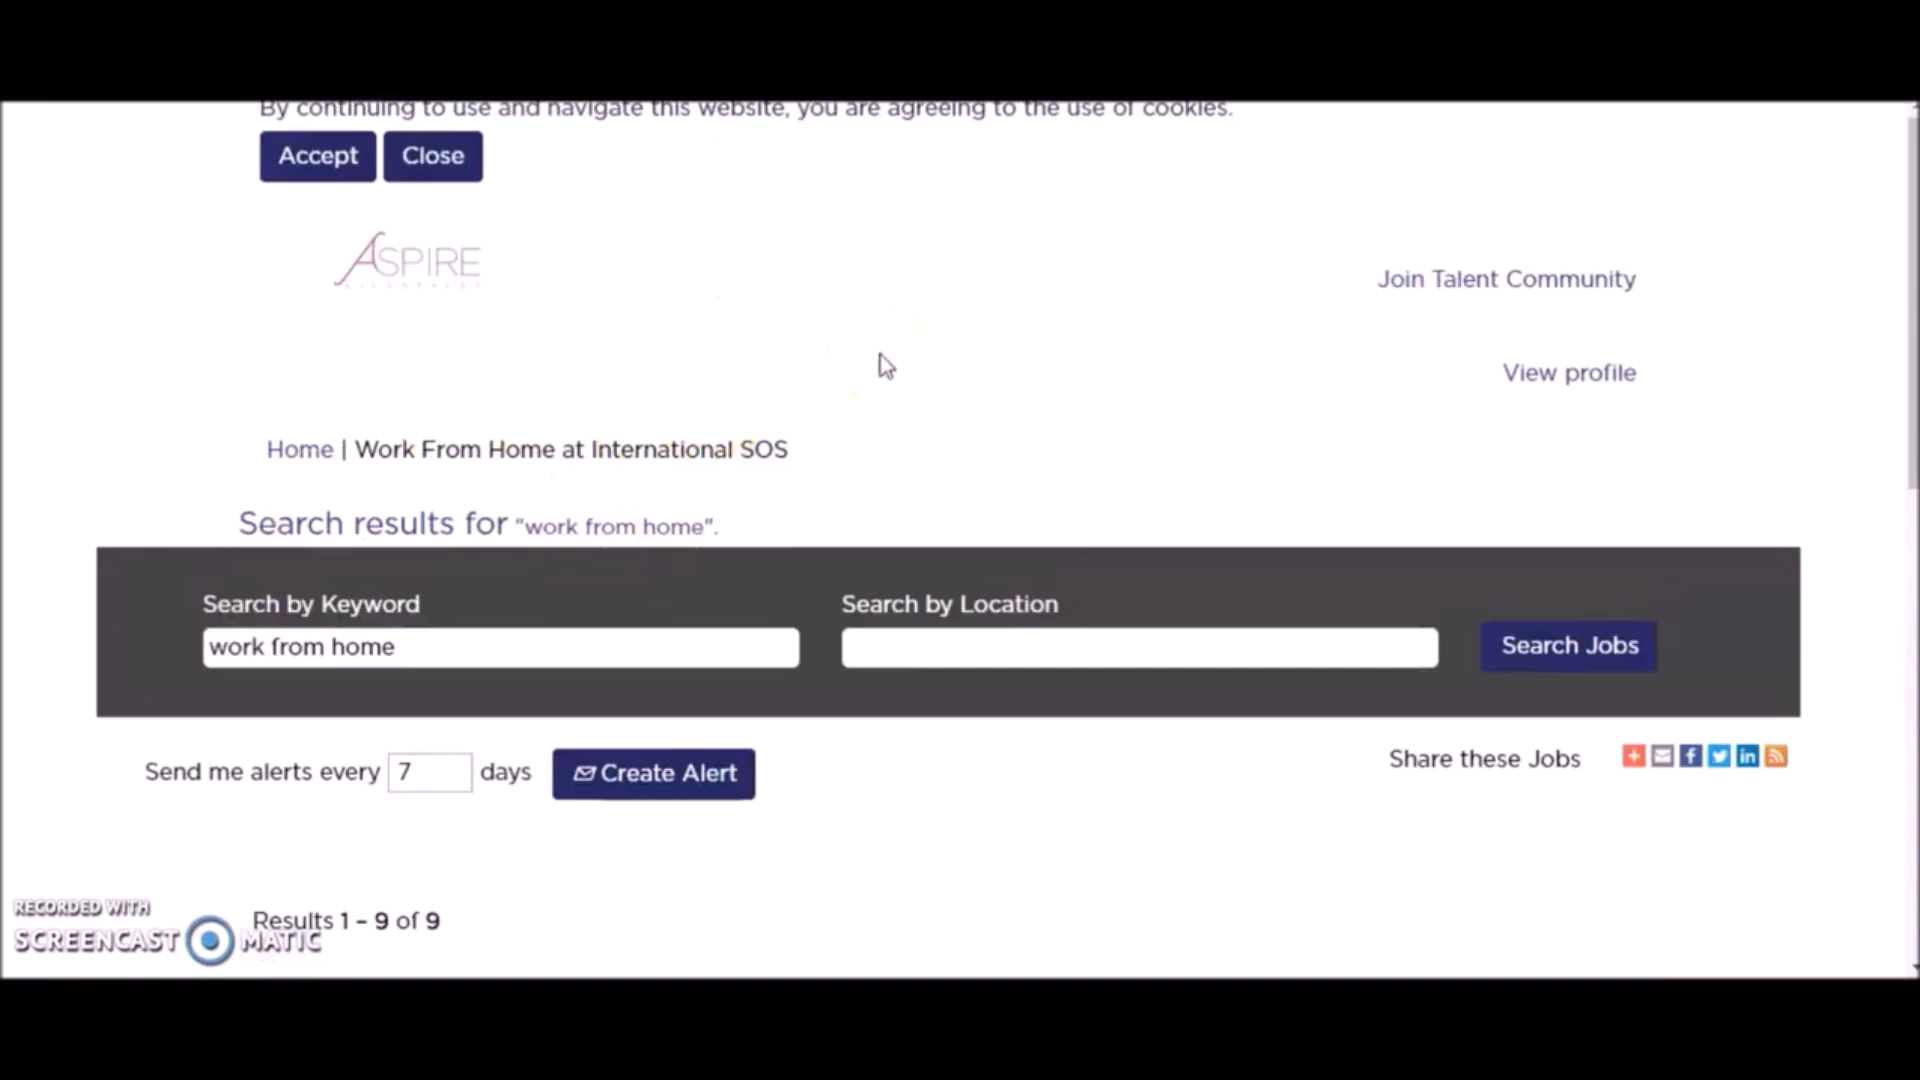 By continuing to use and navigate this website, you are agreeing to the use of cookies.
Accept Close
ASPIRE
Join Talent Community
View profile
Home | Work From Home at International SOS
Search results for "work from home".
Search by Keyword
Search by Location
work from home
Search Jobs
Send me alerts every 7 days Create Alert
Share these Jobs
Results 1 – 9 of 9
RECORDED WITH
SCREENCAST MATIC